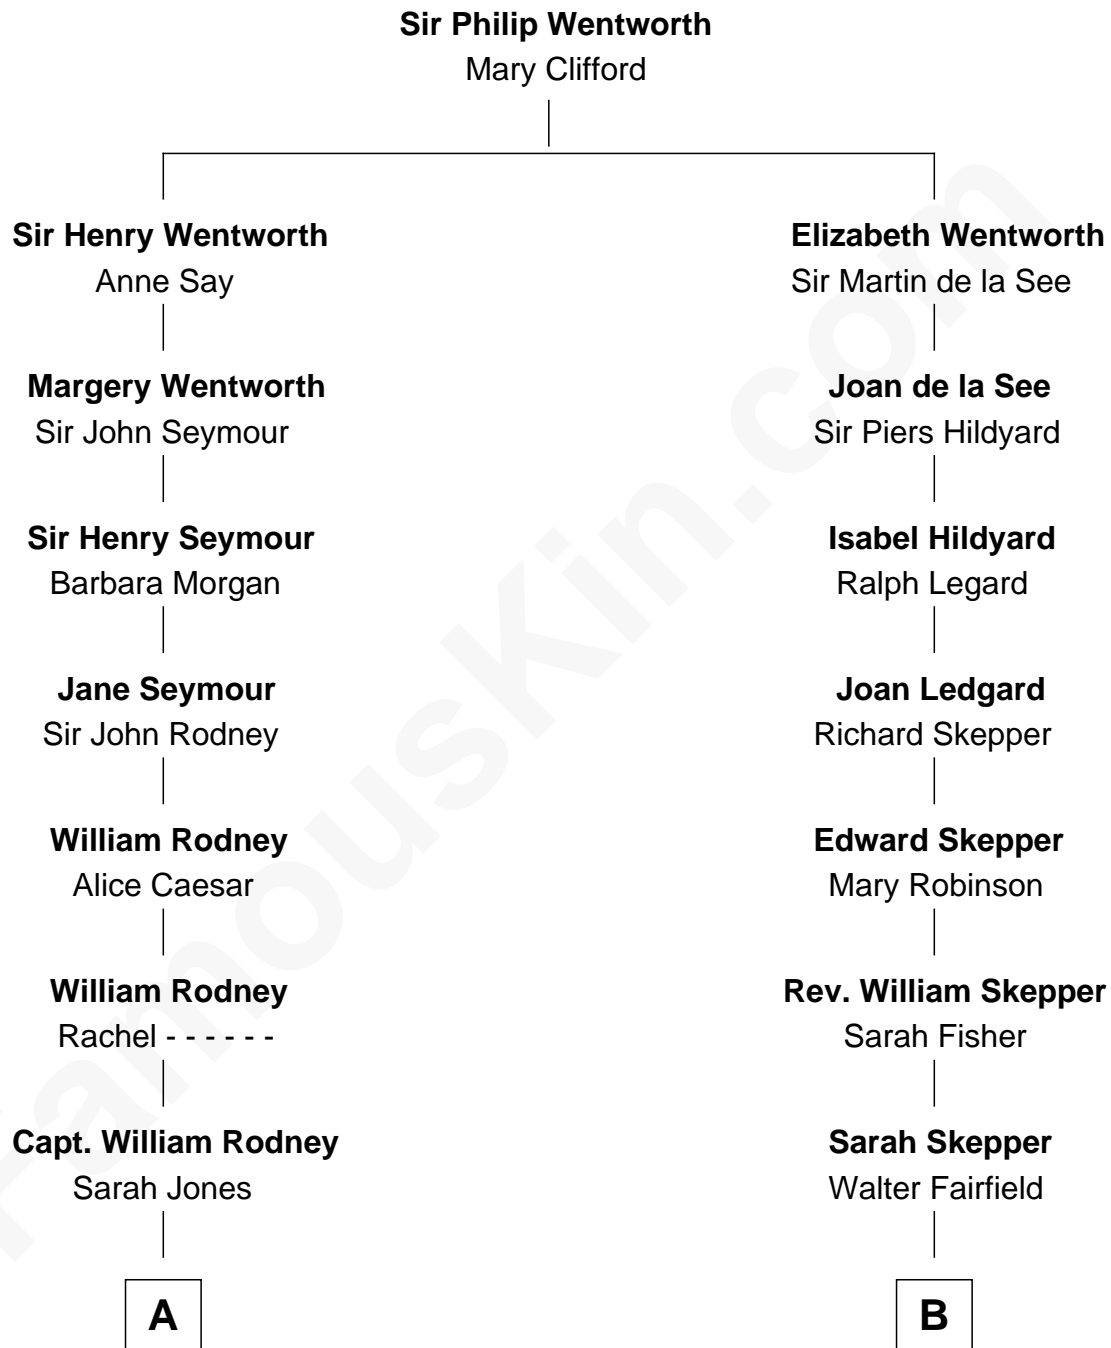 Sir Philip Wentworth
Mary Clifford
Sir Henry Wentworth
Anne Say
Elizabeth Wentworth
Sir Martin de la See
Margery Wentworth
Sir John Seymour
Joan de la See
Sir Piers Hildyard
Sir Henry Seymour
Barbara Morgan
Isabel Hildyard
Ralph Legard
Jane Seymour
Sir John Rodney
Joan Ledgard
Richard Skepper
William Rodney
Alice Caesar
Edward Skepper
Mary Robinson
William Rodney
Rachel - - - - - -
Rev. William Skepper
Sarah Fisher
Capt. William Rodney
Sarah Jones
Sarah Skepper
Walter Fairfield
A
B
FamousKin.com